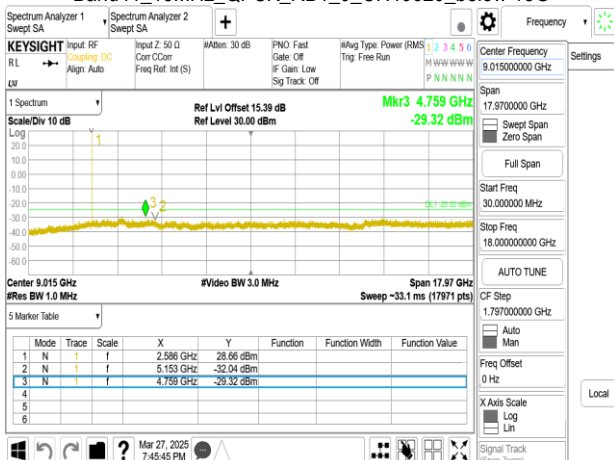 Spectrum Analyzer 1
Swept SA
Spectrum Analyzer 2
Swept SA
+
Frequency
KEYSIGHT
RL
Input: RF
Coupling: DC
Align: Auto
Input Z: 50 Ω
Corr CCorr
Freq Ref: Int (S)
#Atten: 30 dB
PNO: Fast
Gate: Off
IF Gain: Low
Sig Track: Off
#Avg Type: Power (RMS
Trig: Free Run
1 2 3 4 5 6
M W W W W W
P N N N N N
1 Spectrum
Scale/Div 10 dB
Ref Lvl Offset 15.39 dB
Ref Level 30.00 dBm
Mkr3 4.759 GHz
-29.32 dBm
Log
20.0
10.0
0.00
-10.0
-20.0
-30.0
-40.0
-50.0
-60.0
1
3
2
Center 9.015 GHz
#Res BW 1.0 MHz
#Video BW 3.0 MHz
Span 17.97 GHz
Sweep ~33.1 ms (17971 pts)
5 Marker Table
Mode Trace Scale X Y Function Function Width Function Value
1 N 1 f 2.586 GHz 28.66 dBm
2 N 1 f 5.153 GHz -32.04 dBm
3 N 1 f 4.759 GHz -29.32 dBm
4
5
6
Mar 27, 2025
7:45:45 PM
Center Frequency
9.015000000 GHz
Settings
Span
17.9700000 GHz
Swept Span
Zero Span
Full Span
Start Freq
30.000000 MHz
Stop Freq
18.000000000 GHz
AUTO TUNE
CF Step
1.797000000 GHz
Auto
Man
Freq Offset
0 Hz
Local
X Axis Scale
Log
Lin
Signal Track